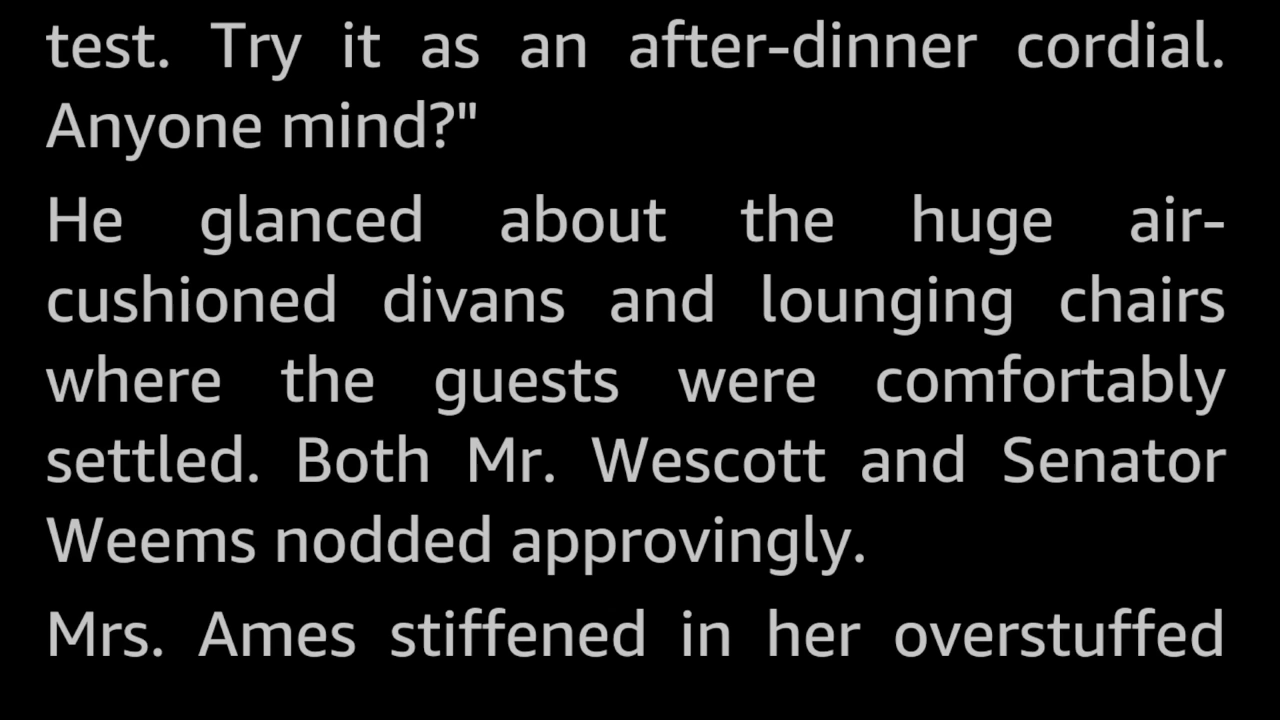 test. Try it as an after-dinner cordial.
Anyone mind?"
He glanced about the huge air-
cushioned divans and lounging chairs
where the guests were comfortably
settled. Both Mr. Wescott and Senator
Weems nodded approvingly.
Mrs. Ames stiffened in her overstuffed